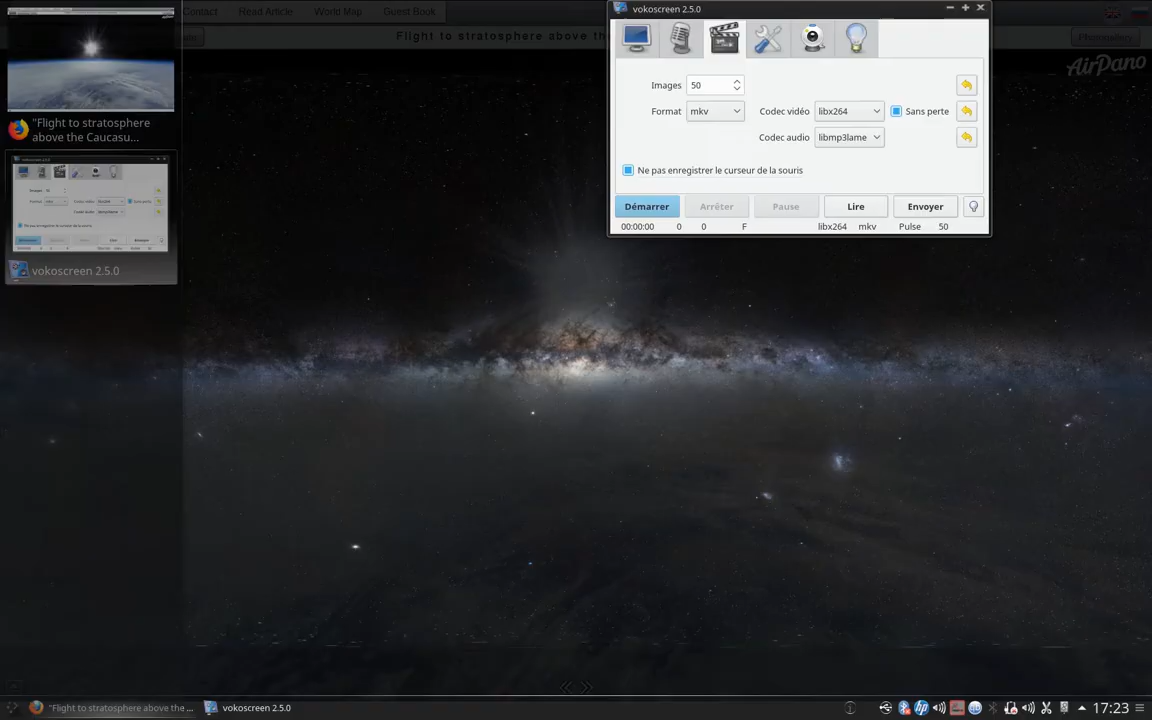 Contact
Read Article
World Map
Guest Book
Flight to stratosphere above the
AirPano
"Flight to stratosphere
above the Caucasu...
vokoscreen 2.5.0
vokoscreen 2.5.0
Images 50
Format mkv Codec vidéo libx264 Sans perte
Codec audio libmp3lame
Ne pas enregistrer le curseur de la souris
Démarrer Arrêter Pause Lire Envoyer
00:00:00 0 0 F libx264 mkv Pulse 50
"Flight to stratosphere above the ...
vokoscreen 2.5.0
17:23